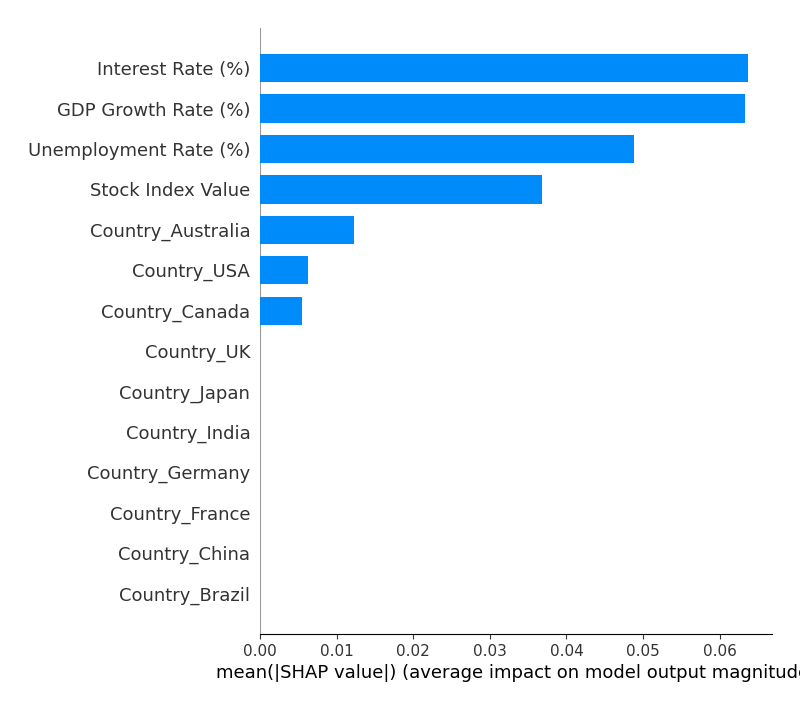 Interest Rate (%)
GDP Growth Rate (%)
Unemployment Rate (%)
Stock Index Value
Country_Australia
Country_USA
Country_Canada
Country_UK
Country_Japan
Country_India
Country_Germany
Country_France
Country_China
Country_Brazil
0.00 0.01 0.02 0.03 0.04 0.05 0.06
mean(|SHAP value|) (average impact on model output magnitude